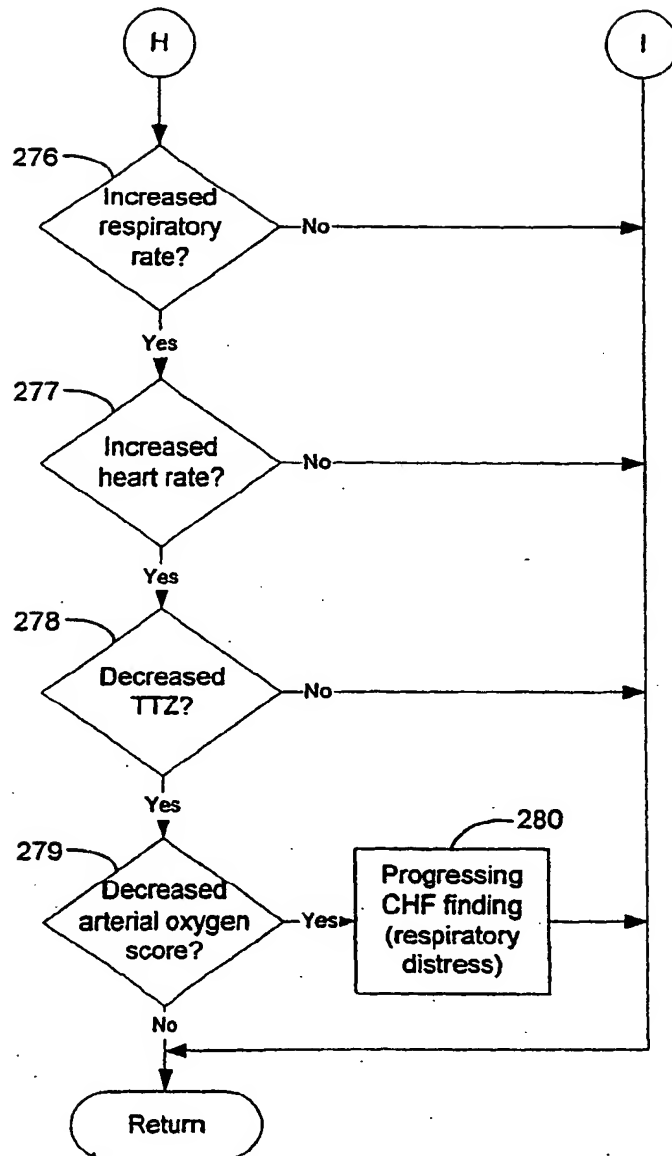 H
I
276
Increased
respiratory
rate?
No
Yes
277
Increased
heart rate?
No
Yes
278
Decreased
TTZ?
No
Yes
279
Decreased
arterial oxygen
score?
Yes
280
Progressing
CHF finding
(respiratory
distress)
No
Return